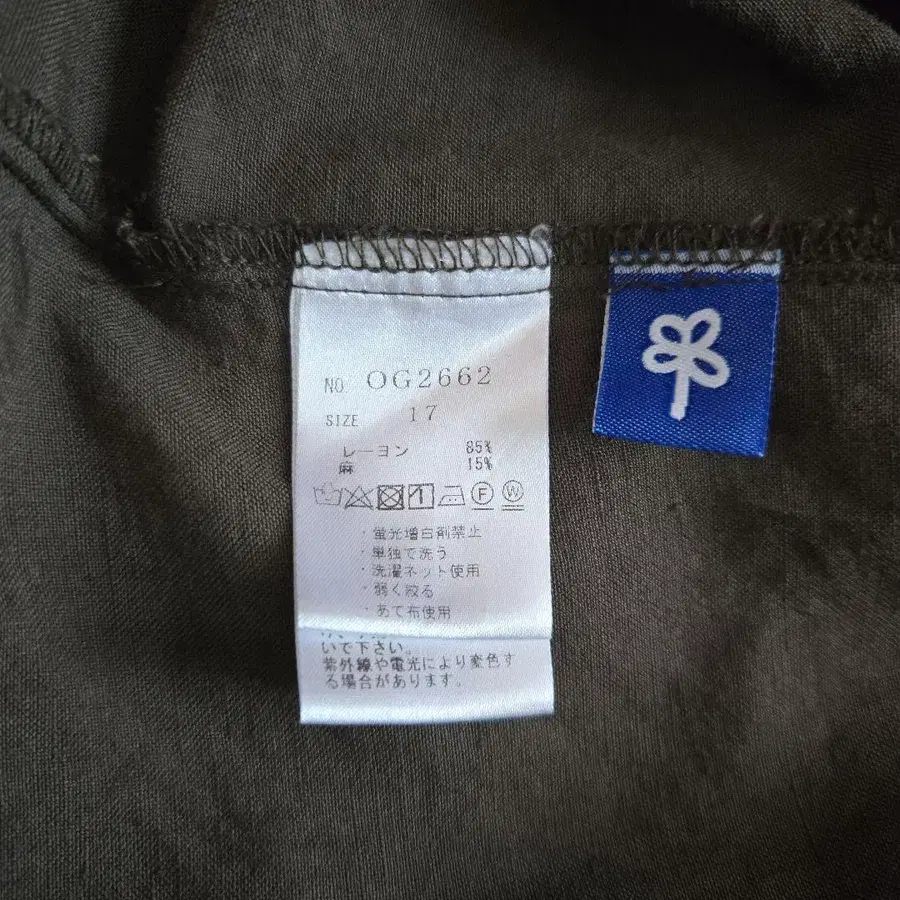 NO. OG2662
SIZE 17
レーヨン 85%
麻 15%
F W
・蛍光増白剤禁止
・単独で洗う
・洗濯ネット使用
・弱く絞る
・あて布使用
いで下さい。
紫外線や電光により変色す
る場合があります。